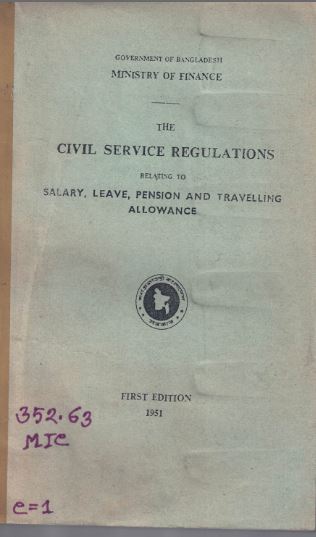 GOVERNMENT OF BANGLADESH
MINISTRY OF FINANCE
THE
CIVIL SERVICE REGULATIONS
RELATING TO
SALARY, LEAVE, PENSION AND TRAVELLING
ALLOWANCE
FIRST EDITION
1951
352.63
MIC
e=1